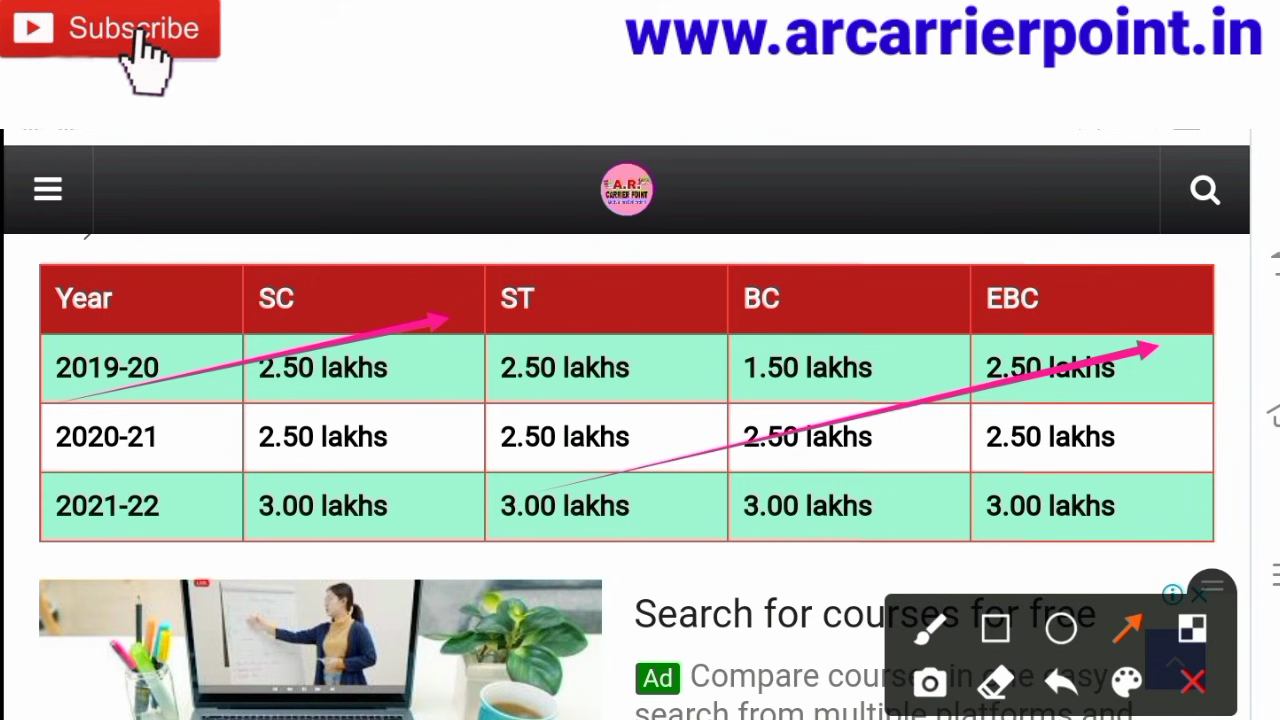 Subscribe
www.arcarrierpoint.in
A.R.
CARRIER POINT
Year SC ST BC EBC
2019-20 2.50 lakhs 2.50 lakhs 1.50 lakhs 2.50 lakhs
2020-21 2.50 lakhs 2.50 lakhs 2.50 lakhs 2.50 lakhs
2021-22 3.00 lakhs 3.00 lakhs 3.00 lakhs 3.00 lakhs
Search for courses for free
Ad Compare courses in one easy
search from multiple platforms and